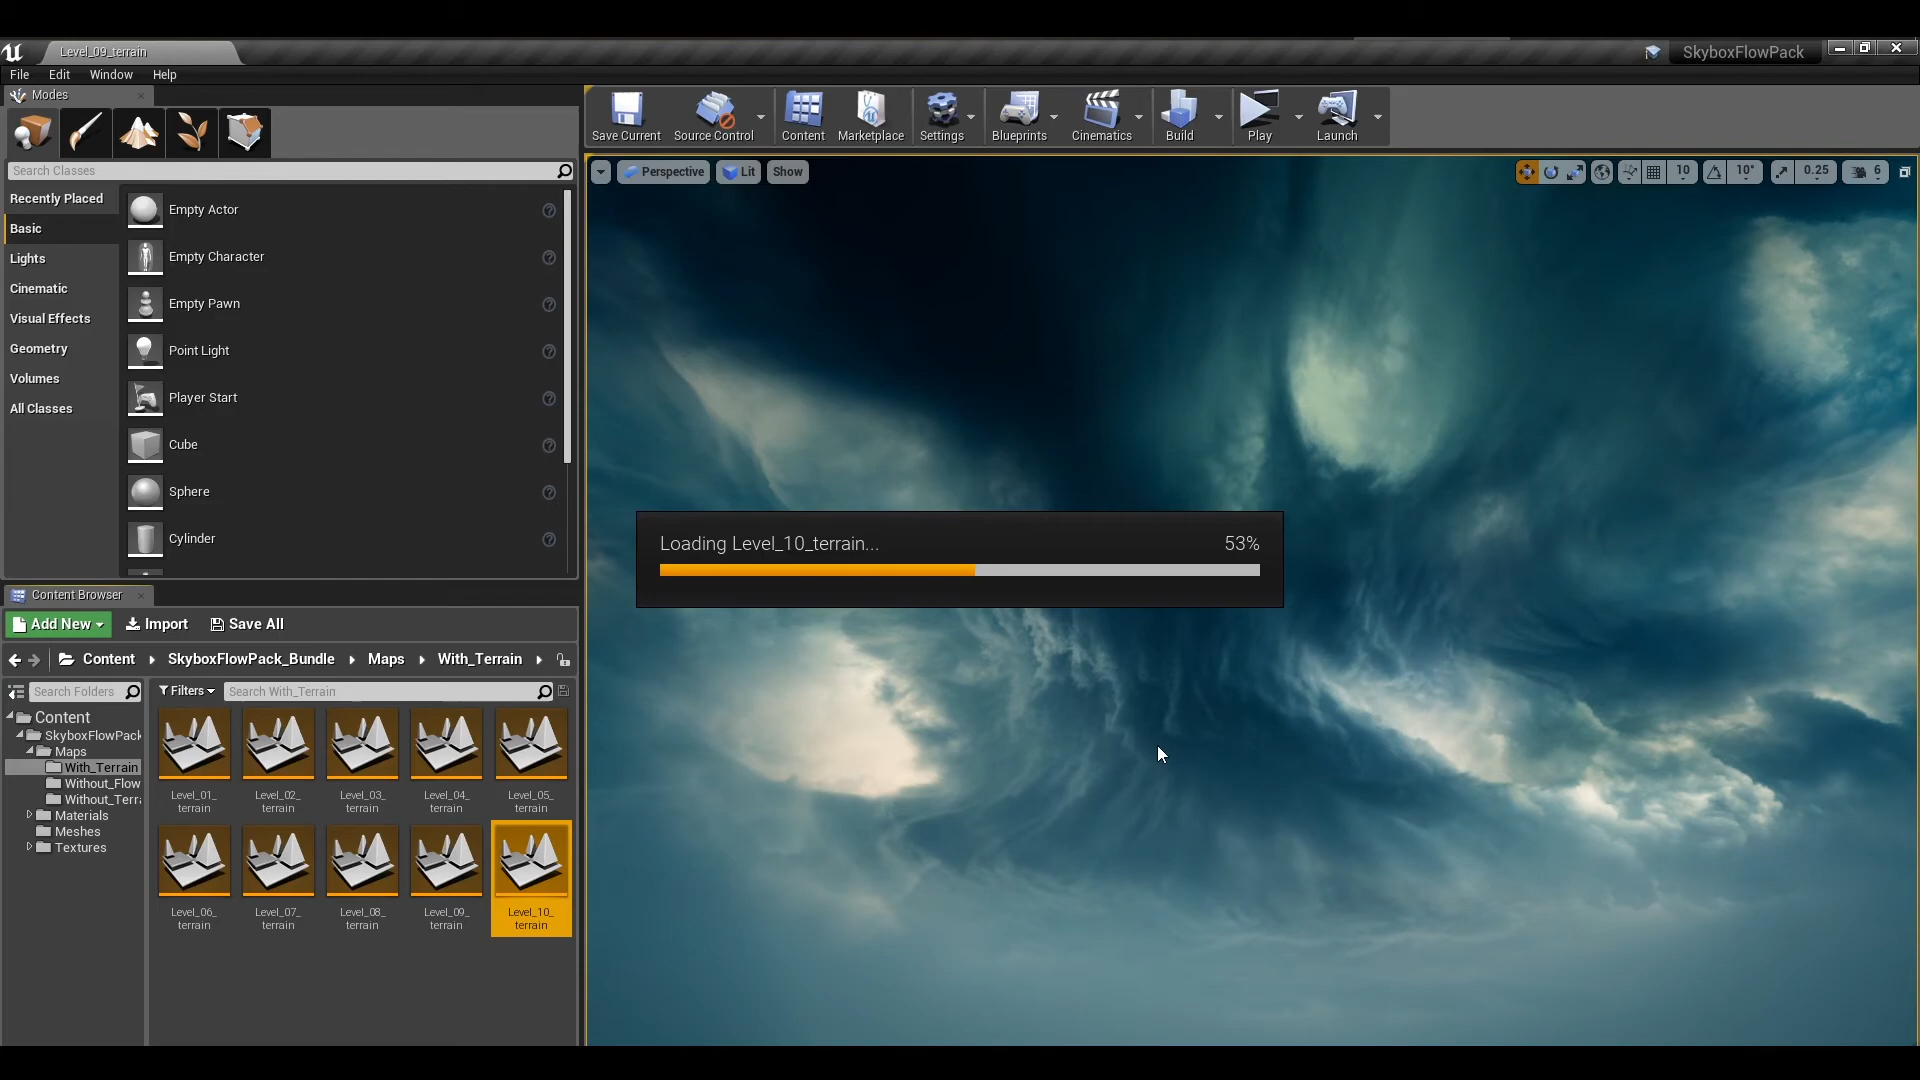 Level_09_terrain
SkyboxFlowPack
File Edit Window Help
Modes
Save Current Source Control Content Marketplace Settings Blueprints Cinematics Build Play Launch
Search Classes
Perspective Lit Show 10 10° 0.25 6
Recently Placed
Basic
Lights
Cinematic
Visual Effects
Geometry
Volumes
All Classes
Empty Actor
Empty Character
Empty Pawn
Point Light
Player Start
Cube
Sphere
Cylinder
Loading Level_10_terrain... 53%
Content Browser
Add New Import Save All
Content SkyboxFlowPack_Bundle Maps With_Terrain
Search Folders
Filters Search With_Terrain
Content
SkyboxFlowPack
Maps
With_Terrain
Without_Flow
Without_Terra
Materials
Meshes
Textures
Level_01_
terrain
Level_02_
terrain
Level_03_
terrain
Level_04_
terrain
Level_05_
terrain
Level_06_
terrain
Level_07_
terrain
Level_08_
terrain
Level_09_
terrain
Level_10_
terrain